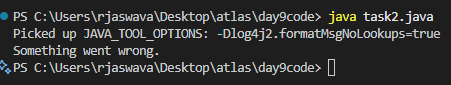 PS C:\Users\rjaswava\Desktop\atlas\day9code> java task2.java
Picked up JAVA_TOOL_OPTIONS: -Dlog4j2.formatMsgNoLookups=true
Something went wrong.
PS C:\Users\rjaswava\Desktop\atlas\day9code>